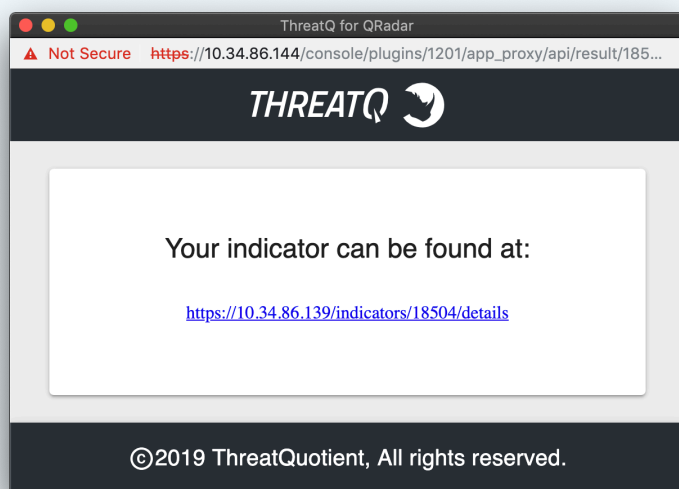 ThreatQ for QRadar
Not Secure https://10.34.86.144/console/plugins/1201/app_proxy/api/result/185...
THREATQ
Your indicator can be found at:
https://10.34.86.139/indicators/18504/details
©2019 ThreatQuotient, All rights reserved.